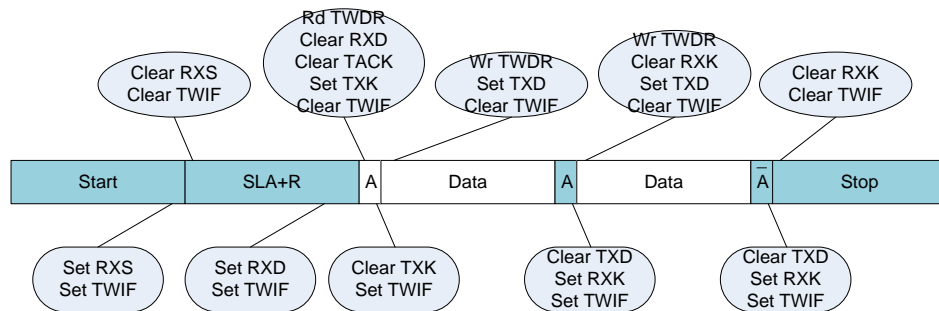 Clear RXS
Clear TWIF
Rd TWDR
Clear RXD
Clear TACK
Set TXK
Clear TWIF
Wr TWDR
Set TXD
Clear TWIF
Wr TWDR
Clear RXK
Set TXD
Clear TWIF
Clear RXK
Clear TWIF
Start
SLA+R
A
Data
A
Data
A̅
Stop
Set RXS
Set TWIF
Set RXD
Set TWIF
Clear TXK
Set TWIF
Clear TXD
Set RXK
Set TWIF
Clear TXD
Set RXK
Set TWIF